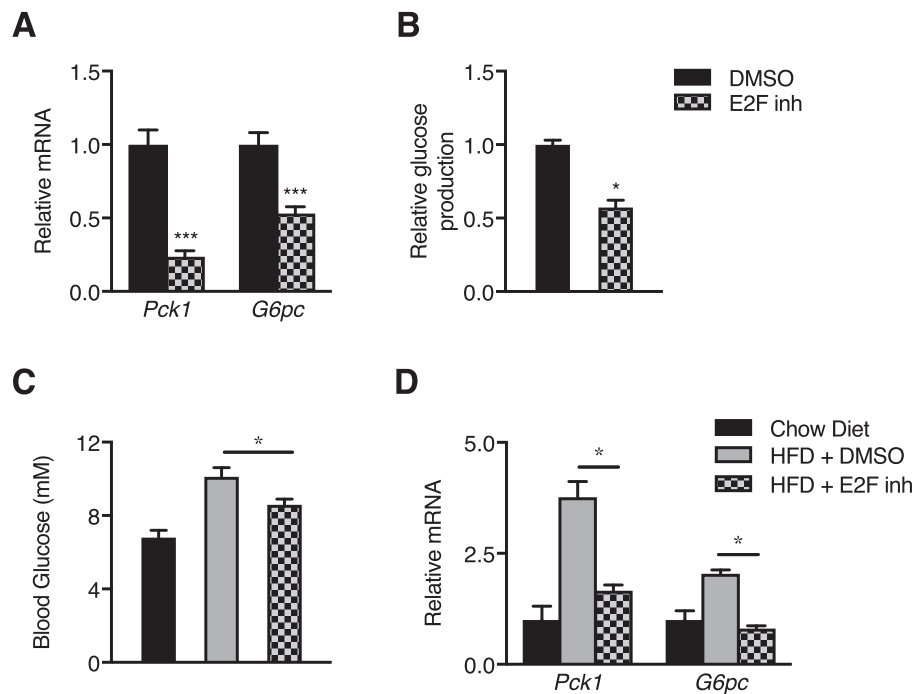 A
Relative mRNA
1.5
1.0
0.5
0.0
***
***
Pck1
G6pc
B
Relative glucose
production
1.5
1.0
0.5
0.0
*
DMSO
E2F inh
C
Blood Glucose (mM)
12
8
4
0
*
D
Relative mRNA
5.0
2.5
0.0
*
*
Pck1
G6pc
Chow Diet
HFD + DMSO
HFD + E2F inh